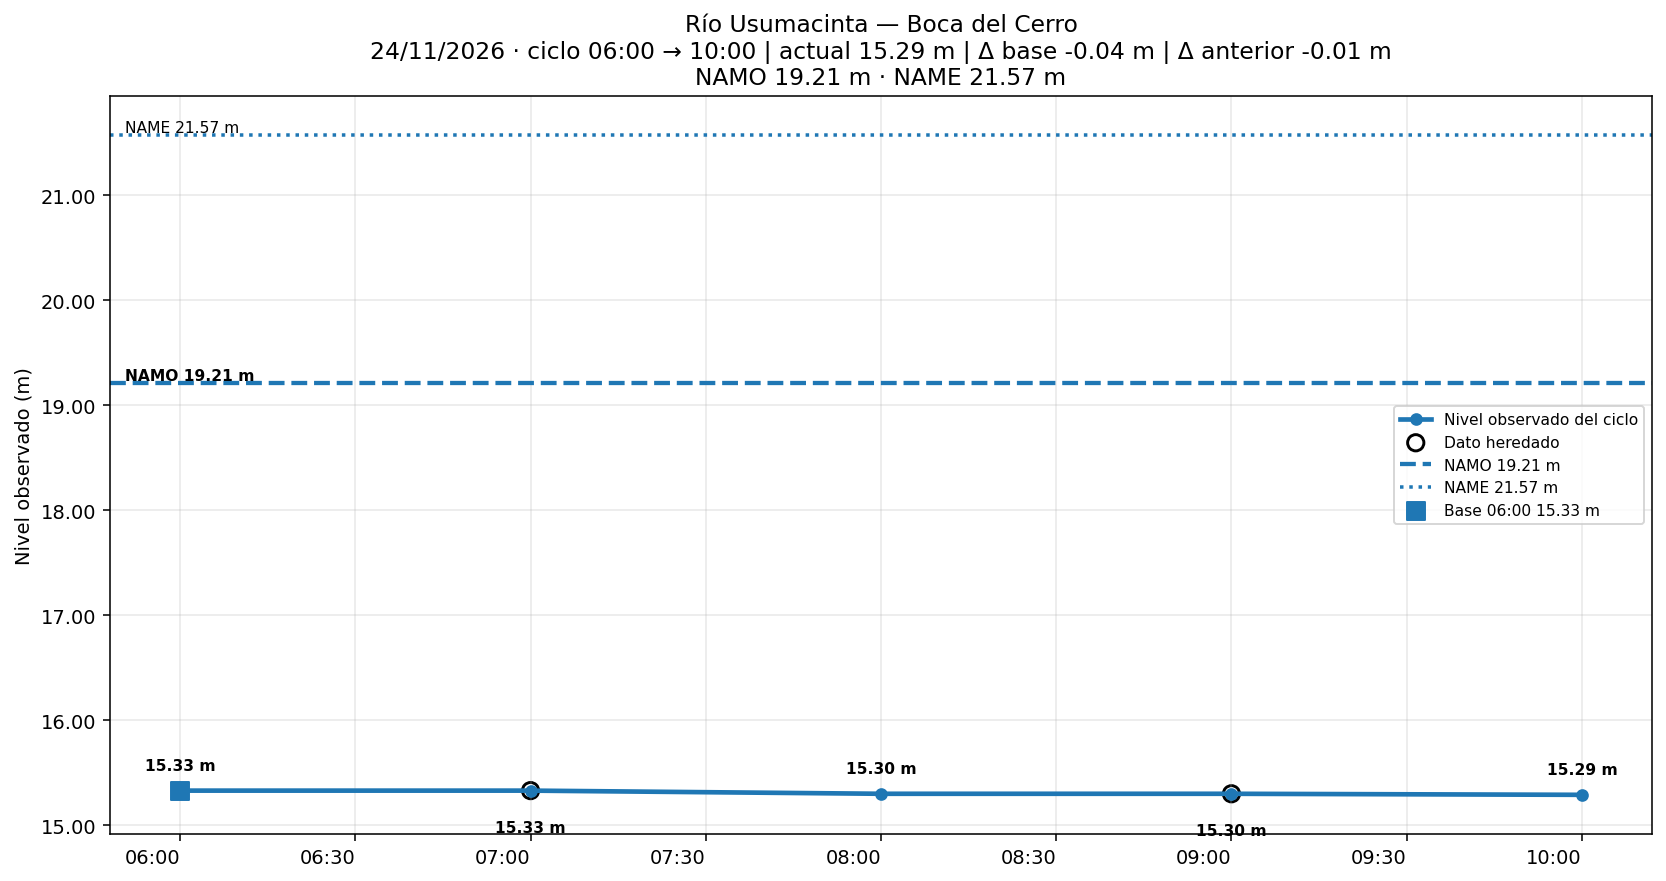 Río Usumacinta — Boca del Cerro
24/11/2026 · ciclo 06:00 → 10:00 | actual 15.29 m | Δ base -0.04 m | Δ anterior -0.01 m
NAMO 19.21 m · NAME 21.57 m
NAME 21.57 m
21.00
20.00
NAMO 19.21 m
19.00
Nivel observado del ciclo
Dato heredado
NAMO 19.21 m
NAME 21.57 m
Base 06:00 15.33 m
Nivel observado (m)
18.00
17.00
16.00
15.33 m
15.30 m
15.29 m
15.33 m
15.30 m
15.00
06:00
06:30
07:00
07:30
08:00
08:30
09:00
09:30
10:00